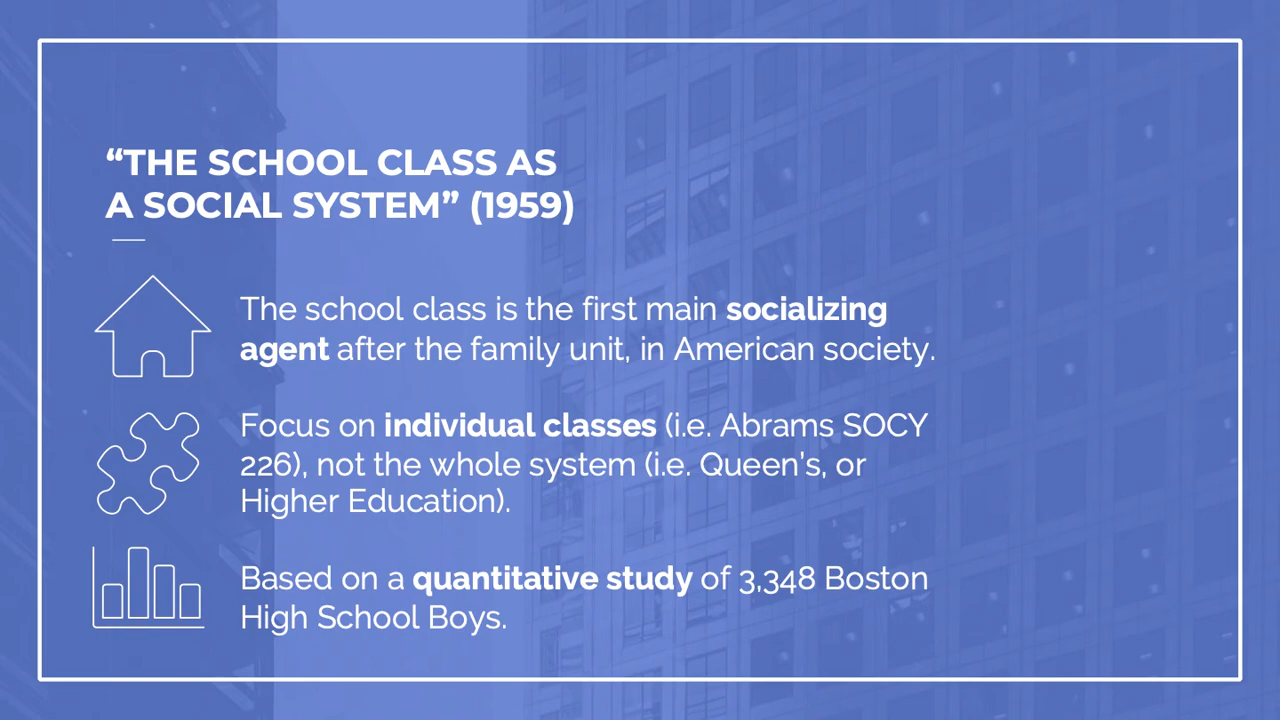 “THE SCHOOL CLASS AS
A SOCIAL SYSTEM” (1959)
The school class is the first main socializing
agent after the family unit, in American society.
Focus on individual classes (i.e. Abrams SOCY
226), not the whole system (i.e. Queen’s, or
Higher Education).
Based on a quantitative study of 3,348 Boston
High School Boys.